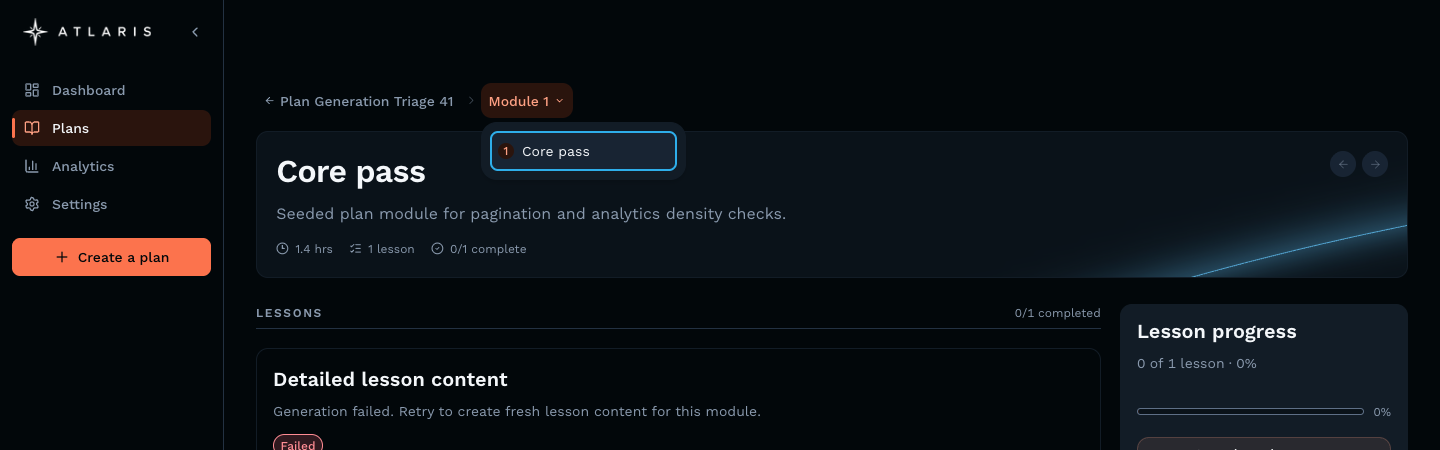 ATLARIS
Dashboard
Plans
Analytics
Settings
Create a plan
Plan Generation Triage 41
Module 1
1 Core pass
Core pass
Seeded plan module for pagination and analytics density checks.
1.4 hrs 1 lesson 0/1 complete
LESSONS 0/1 completed
Detailed lesson content
Generation failed. Retry to create fresh lesson content for this module.
Failed
Lesson progress
0 of 1 lesson · 0%
0%